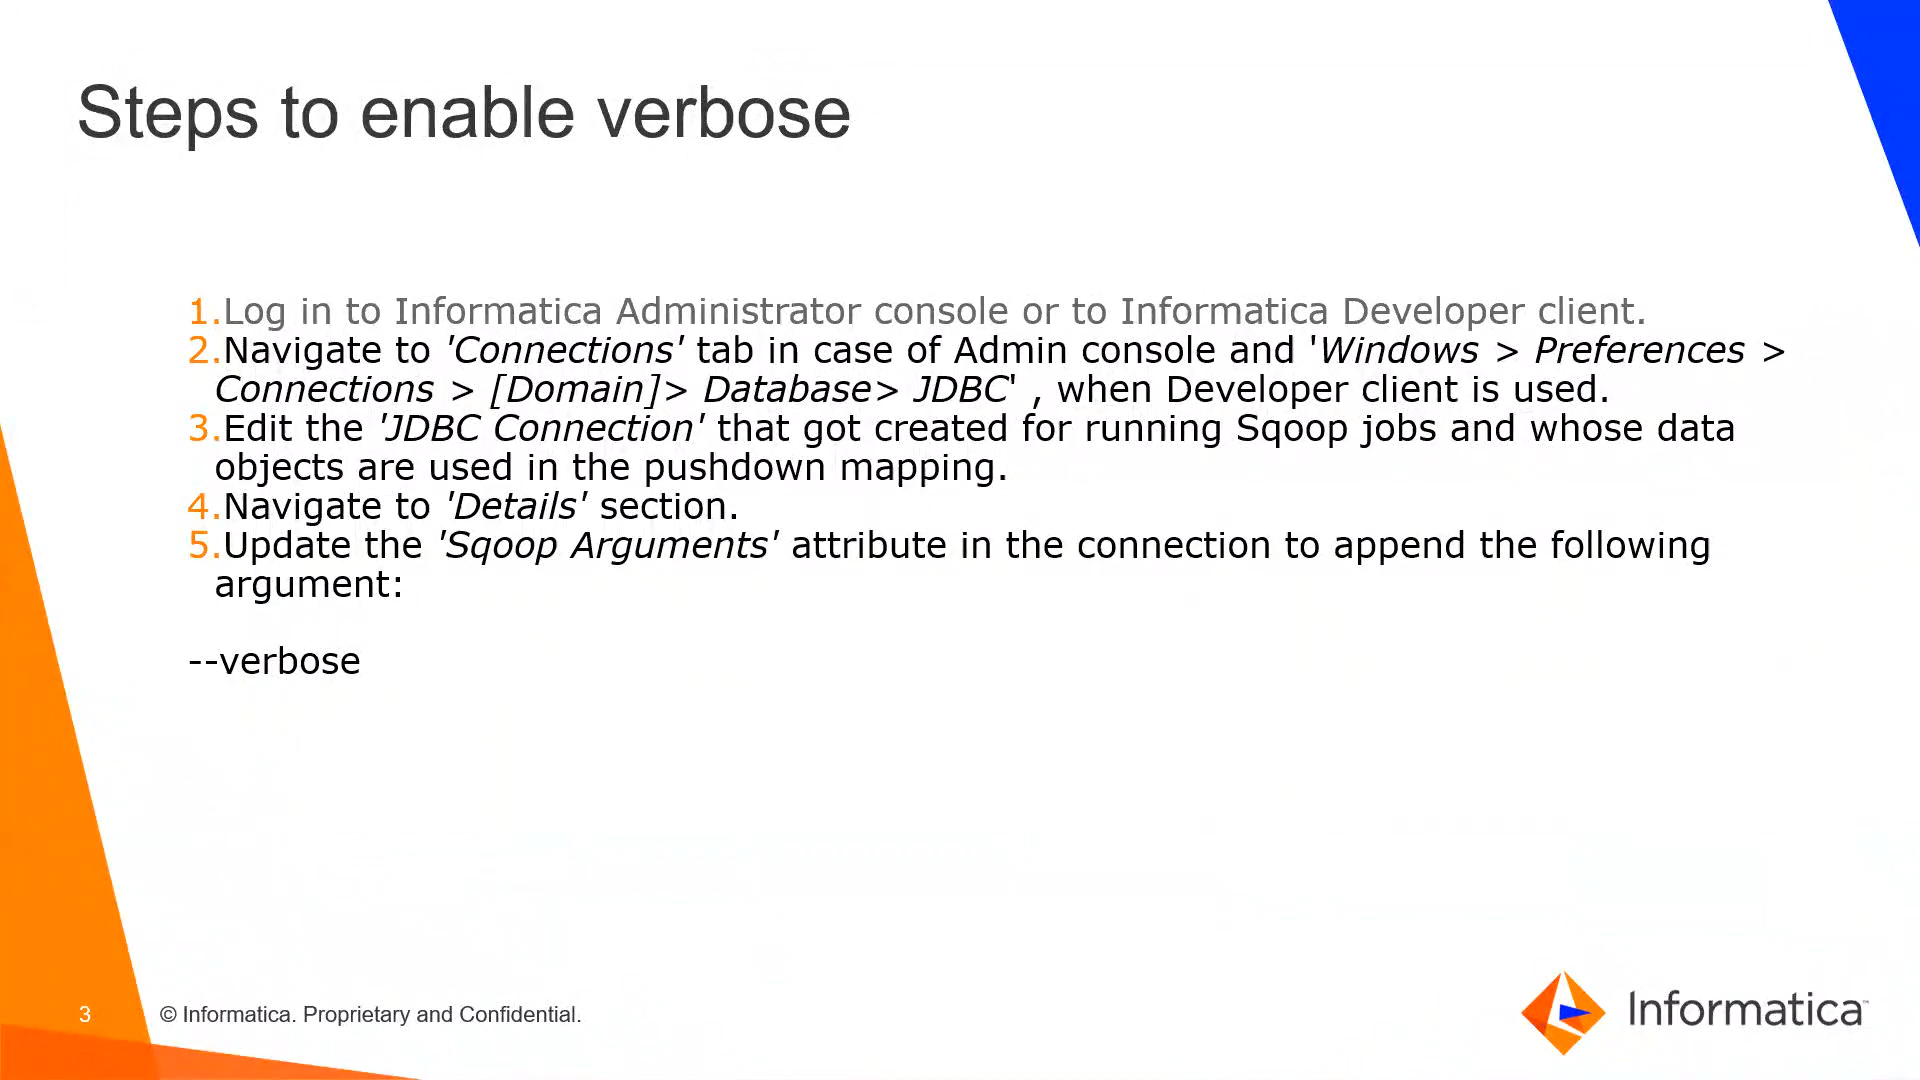 Steps to enable verbose
1.Log in to Informatica Administrator console or to Informatica Developer client.
2.Navigate to 'Connections' tab in case of Admin console and 'Windows > Preferences >
Connections > [Domain]> Database> JDBC' , when Developer client is used.
3.Edit the 'JDBC Connection' that got created for running Sqoop jobs and whose data
objects are used in the pushdown mapping.
4.Navigate to 'Details' section.
5.Update the 'Sqoop Arguments' attribute in the connection to append the following
argument:
--verbose
3
© Informatica. Proprietary and Confidential.
Informatica™